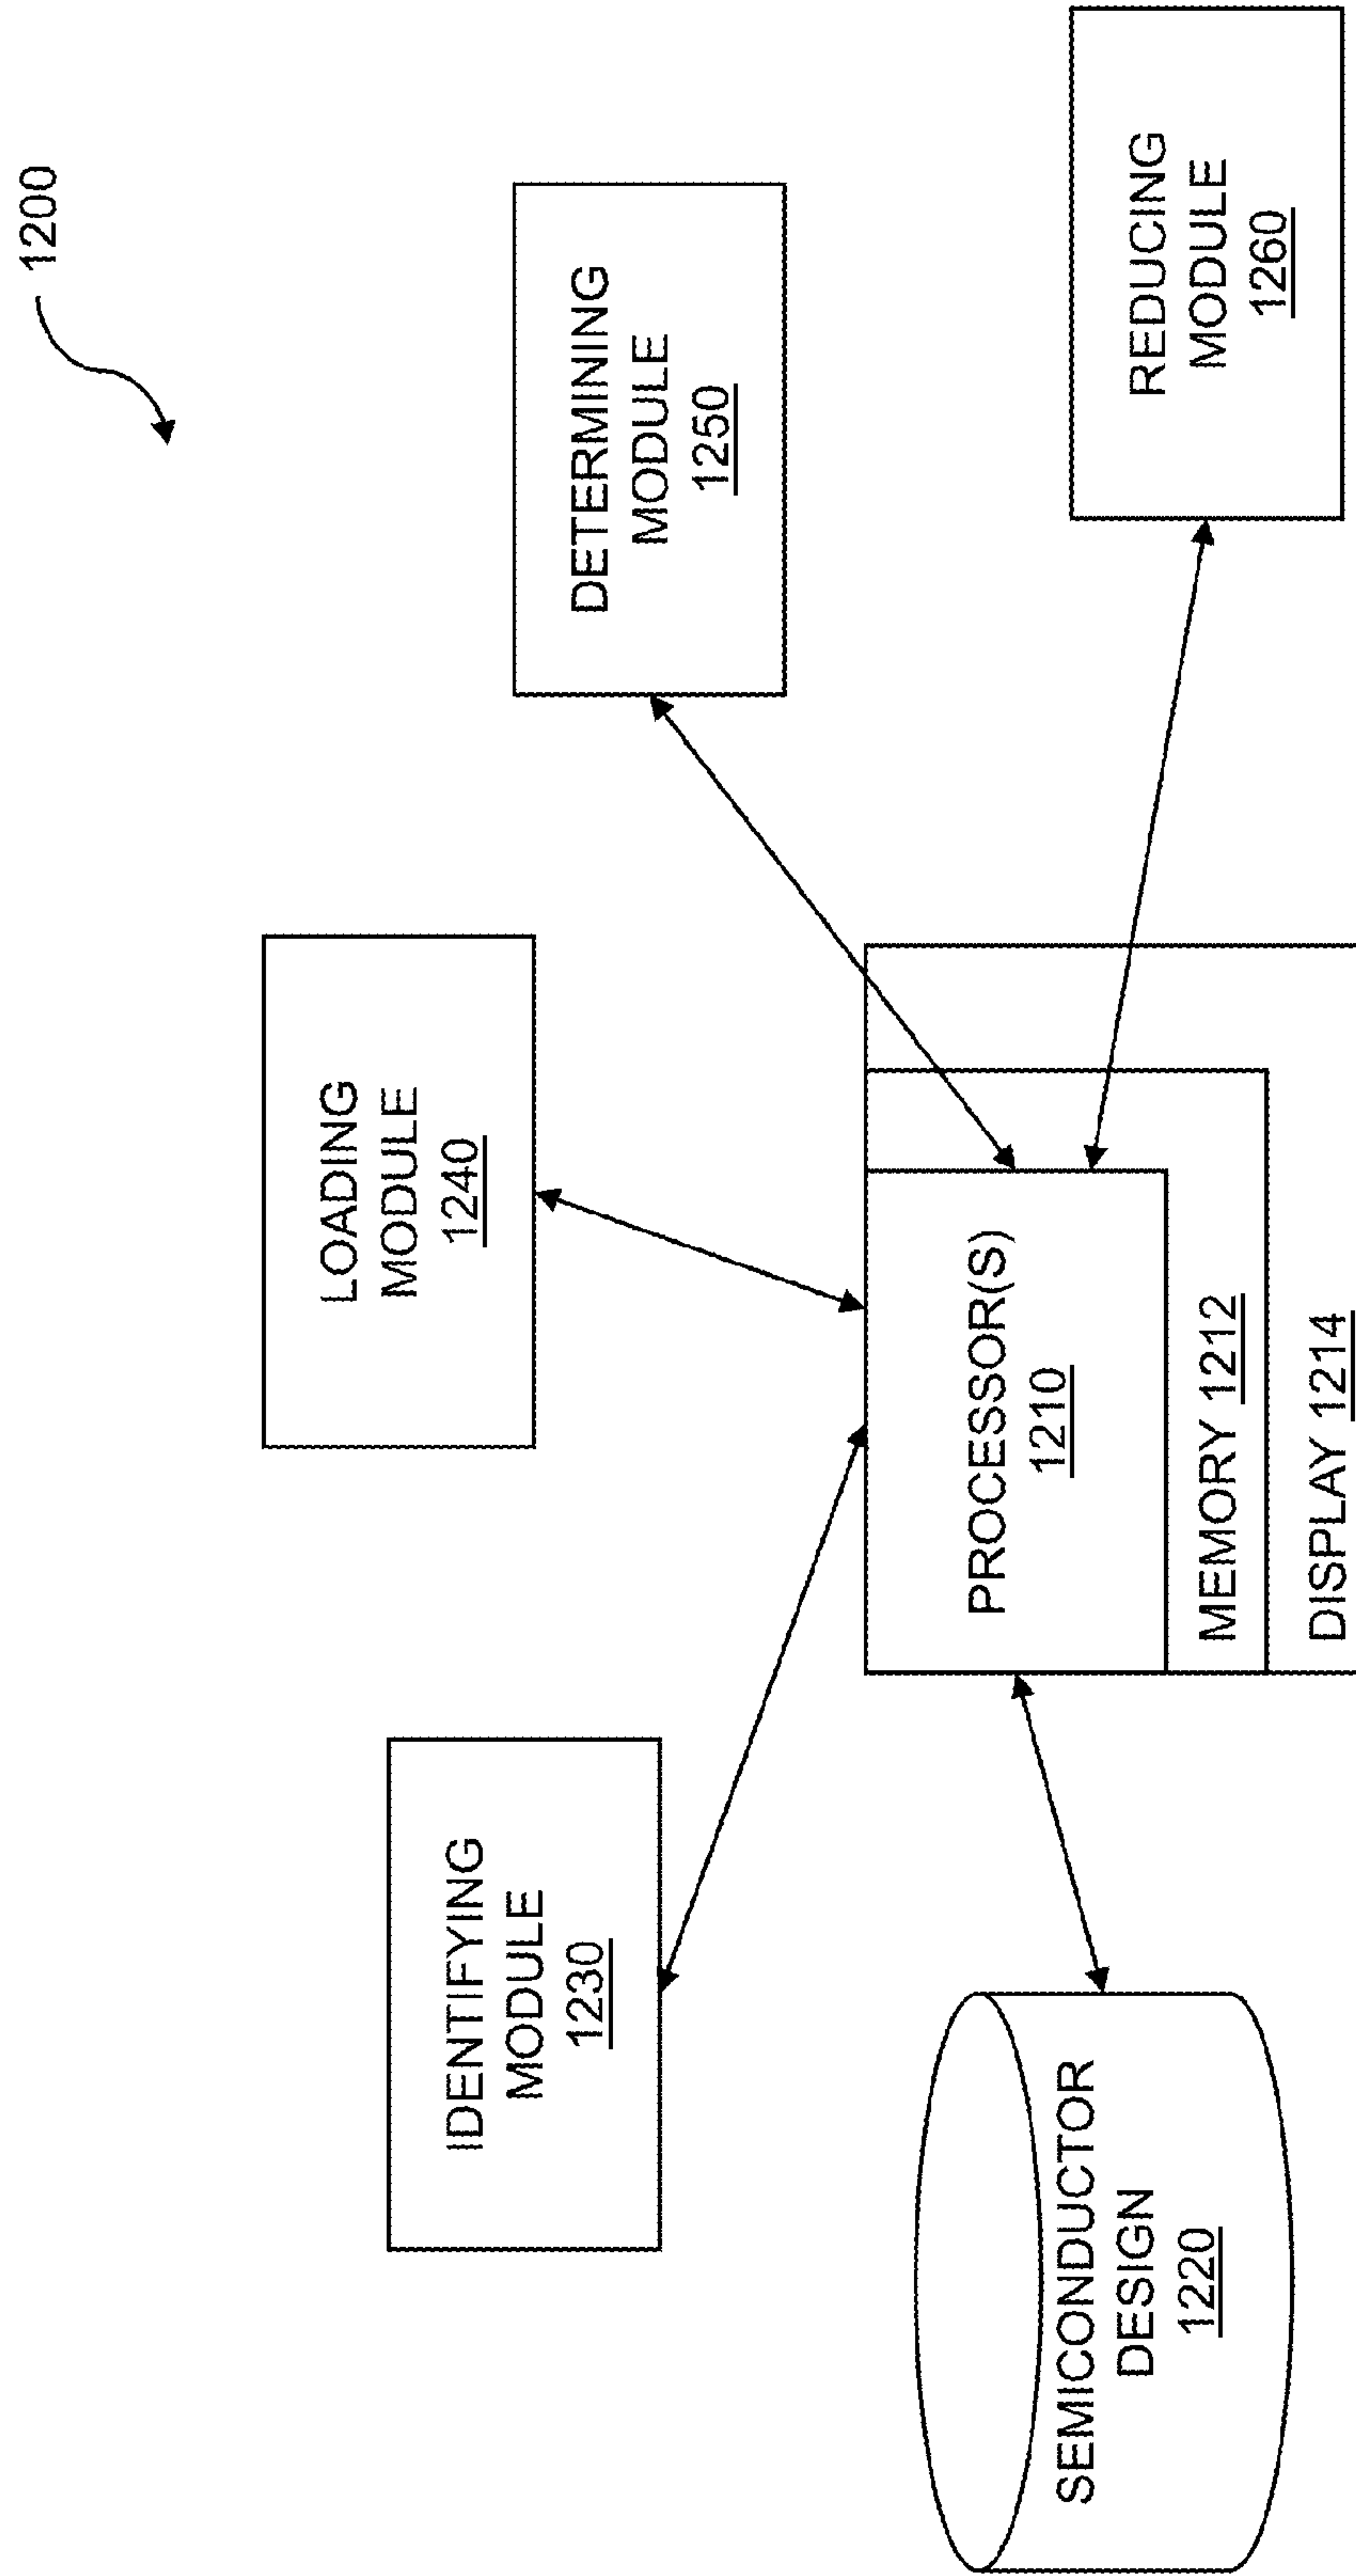 1200
LOADING
MODULE
1240
IDENTIFYING
MODULE
1230
DETERMINING
MODULE
1250
SEMICONDUCTOR
DESIGN
1220
PROCESSOR(S)
1210
MEMORY 1212
DISPLAY 1214
REDUCING
MODULE
1260